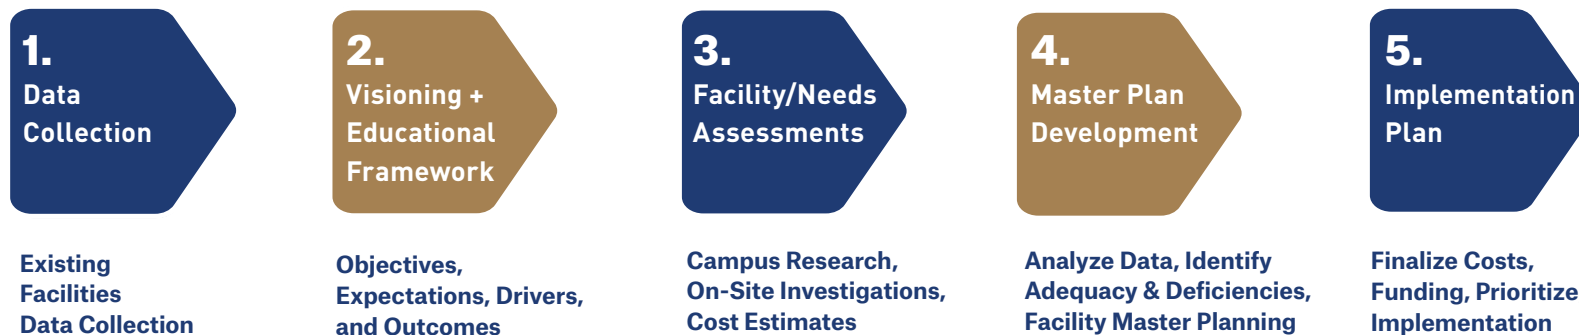 1.
Data
Collection
2.
Visioning +
Educational
Framework
3.
Facility/Needs
Assessments
4.
Master Plan
Development
5.
Implementation
Plan
Existing
Facilities
Data Collection
Objectives,
Expectations, Drivers,
and Outcomes
Campus Research,
On-Site Investigations,
Cost Estimates
Analyze Data, Identify
Adequacy & Deficiencies,
Facility Master Planning
Finalize Costs,
Funding, Prioritize
Implementation